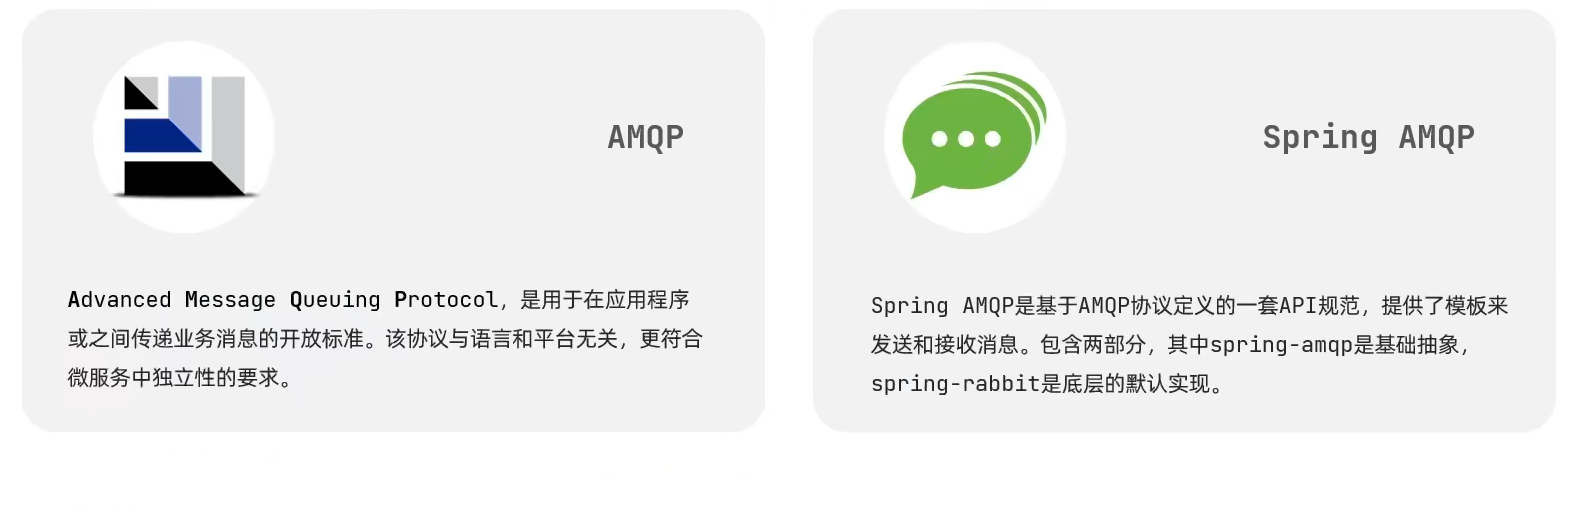 AMQP
Advanced Message Queuing Protocol，是用于在应用程序
或之间传递业务消息的开放标准。该协议与语言和平台无关，更符合
微服务中独立性的要求。
Spring AMQP
Spring AMQP是基于AMQP协议定义的一套API规范，提供了模板来
发送和接收消息。包含两部分，其中spring-amqp是基础抽象，
spring-rabbit是底层的默认实现。